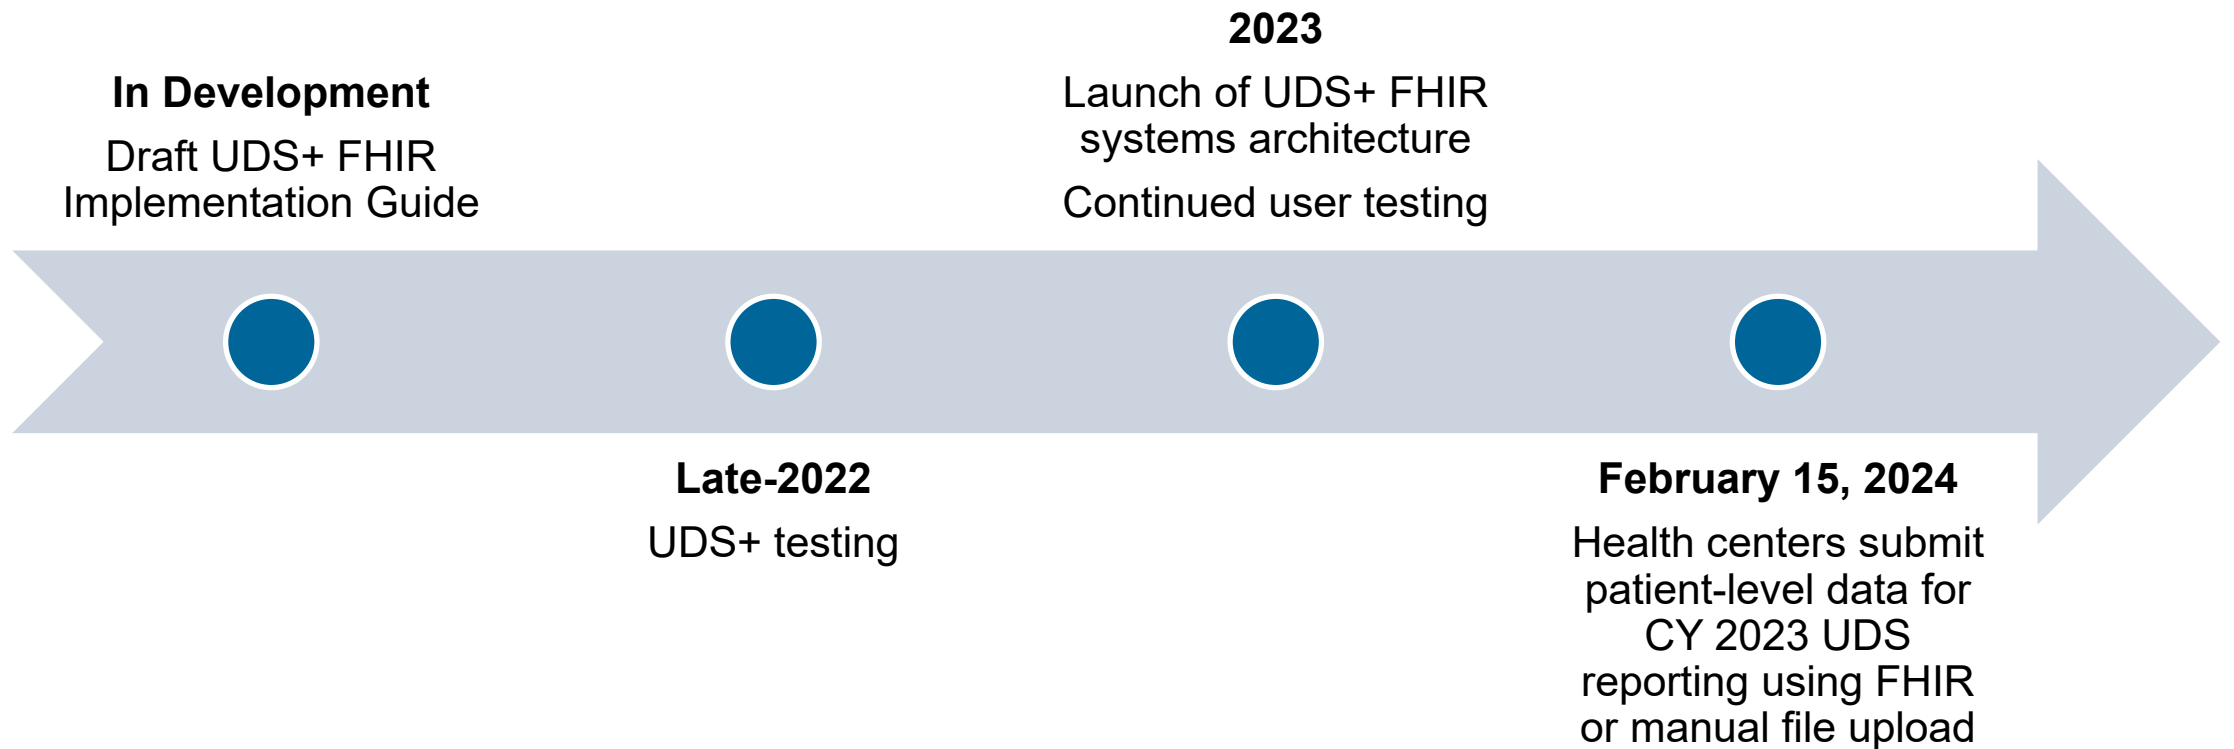 In Development
Draft UDS+ FHIR
Implementation Guide
Late-2022
UDS+ testing
2023
Launch of UDS+ FHIR
systems architecture
Continued user testing
February 15, 2024
Health centers submit
patient-level data for
CY 2023 UDS
reporting using FHIR
or manual file upload